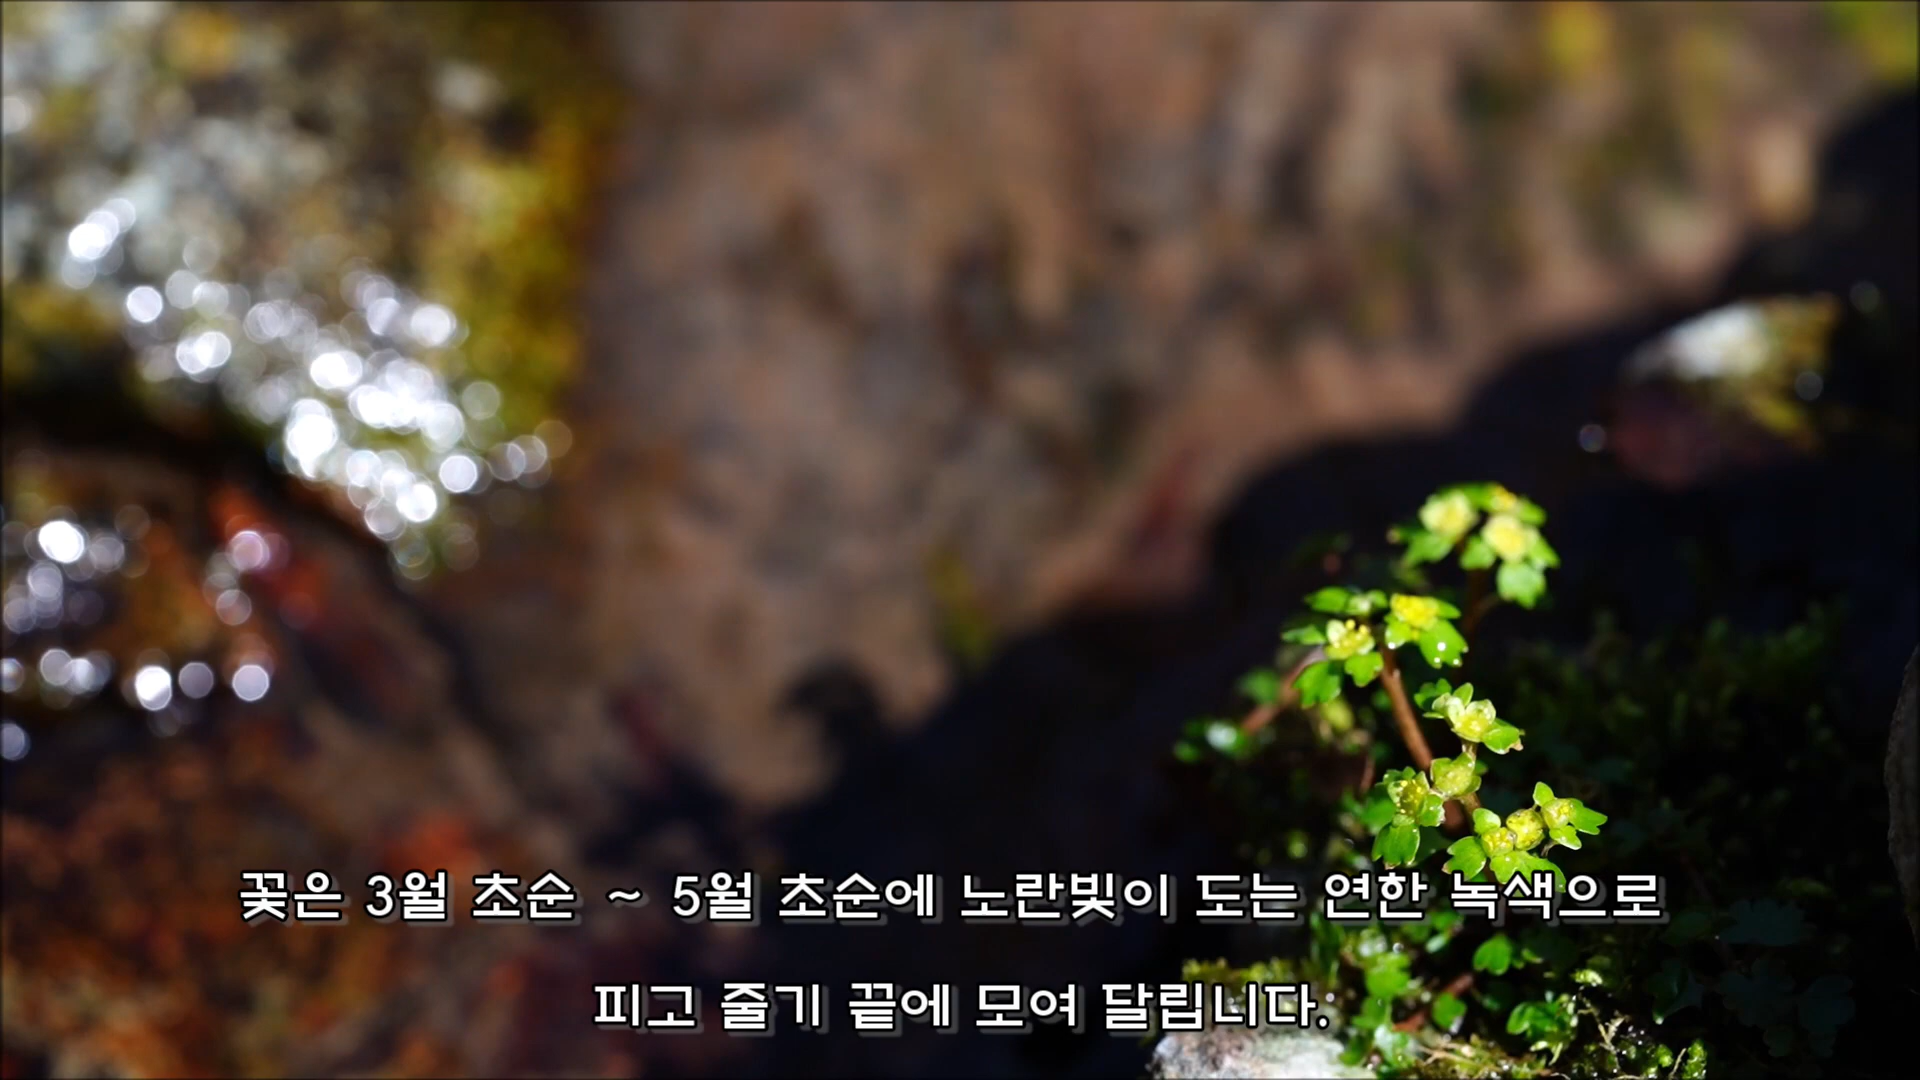 꽃은 3월 초순 ~ 5월 초순에 노란빛이 도는 연한 녹색으로
피고 줄기 끝에 모여 달립니다.